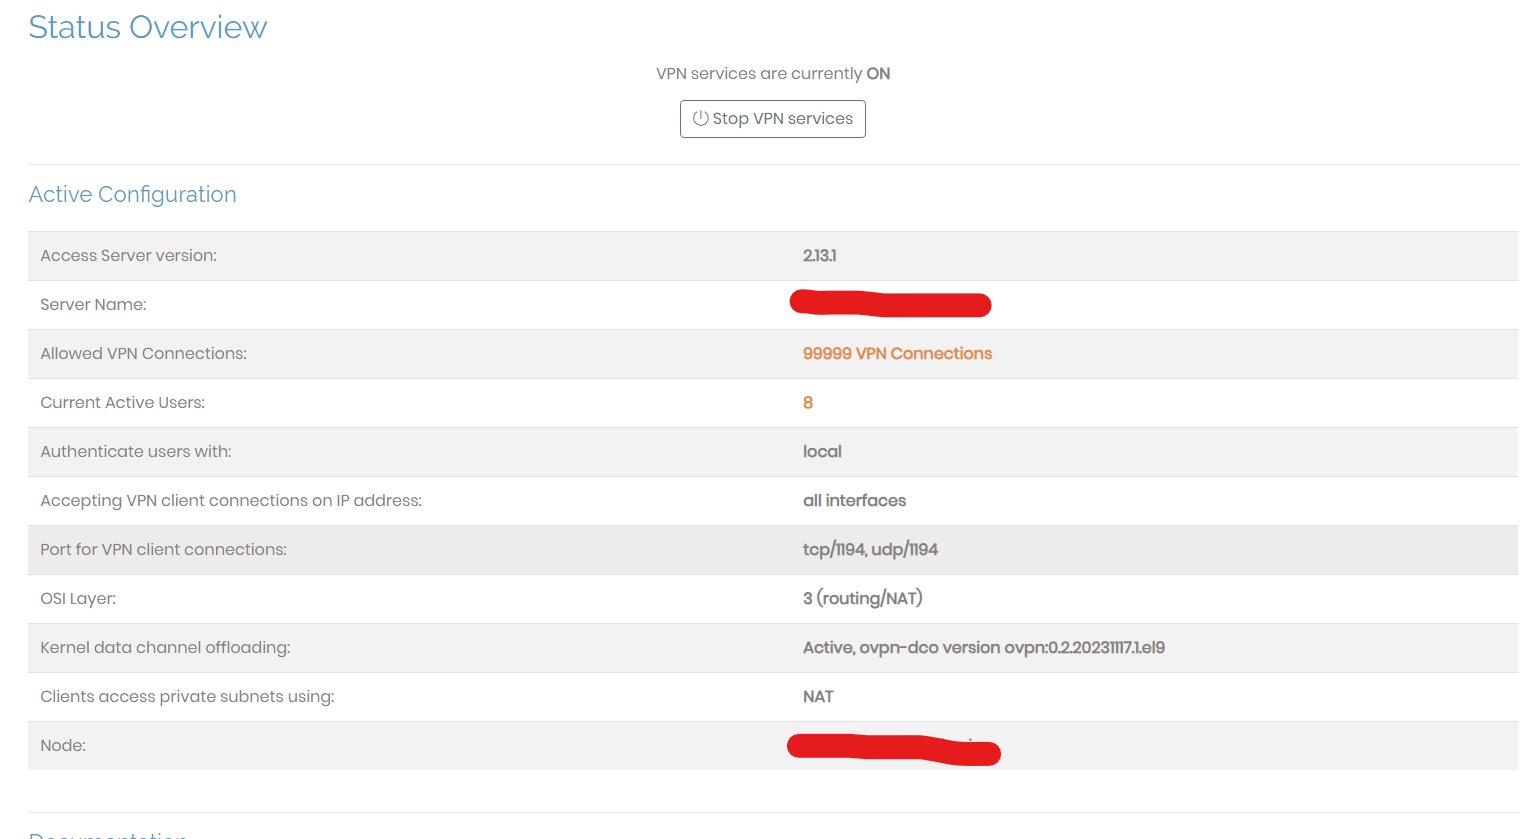 Status Overview
VPN services are currently ON
Stop VPN services
Active Configuration
Access Server version: 2.13.1
Server Name:
Allowed VPN Connections: 99999 VPN Connections
Current Active Users: 8
Authenticate users with: local
Accepting VPN client connections on IP address: all interfaces
Port for VPN client connections: tcp/1194, udp/1194
OSI Layer: 3 (routing/NAT)
Kernel data channel offloading: Active, ovpn-dco version ovpn:0.2.20231117.1.el9
Clients access private subnets using: NAT
Node: